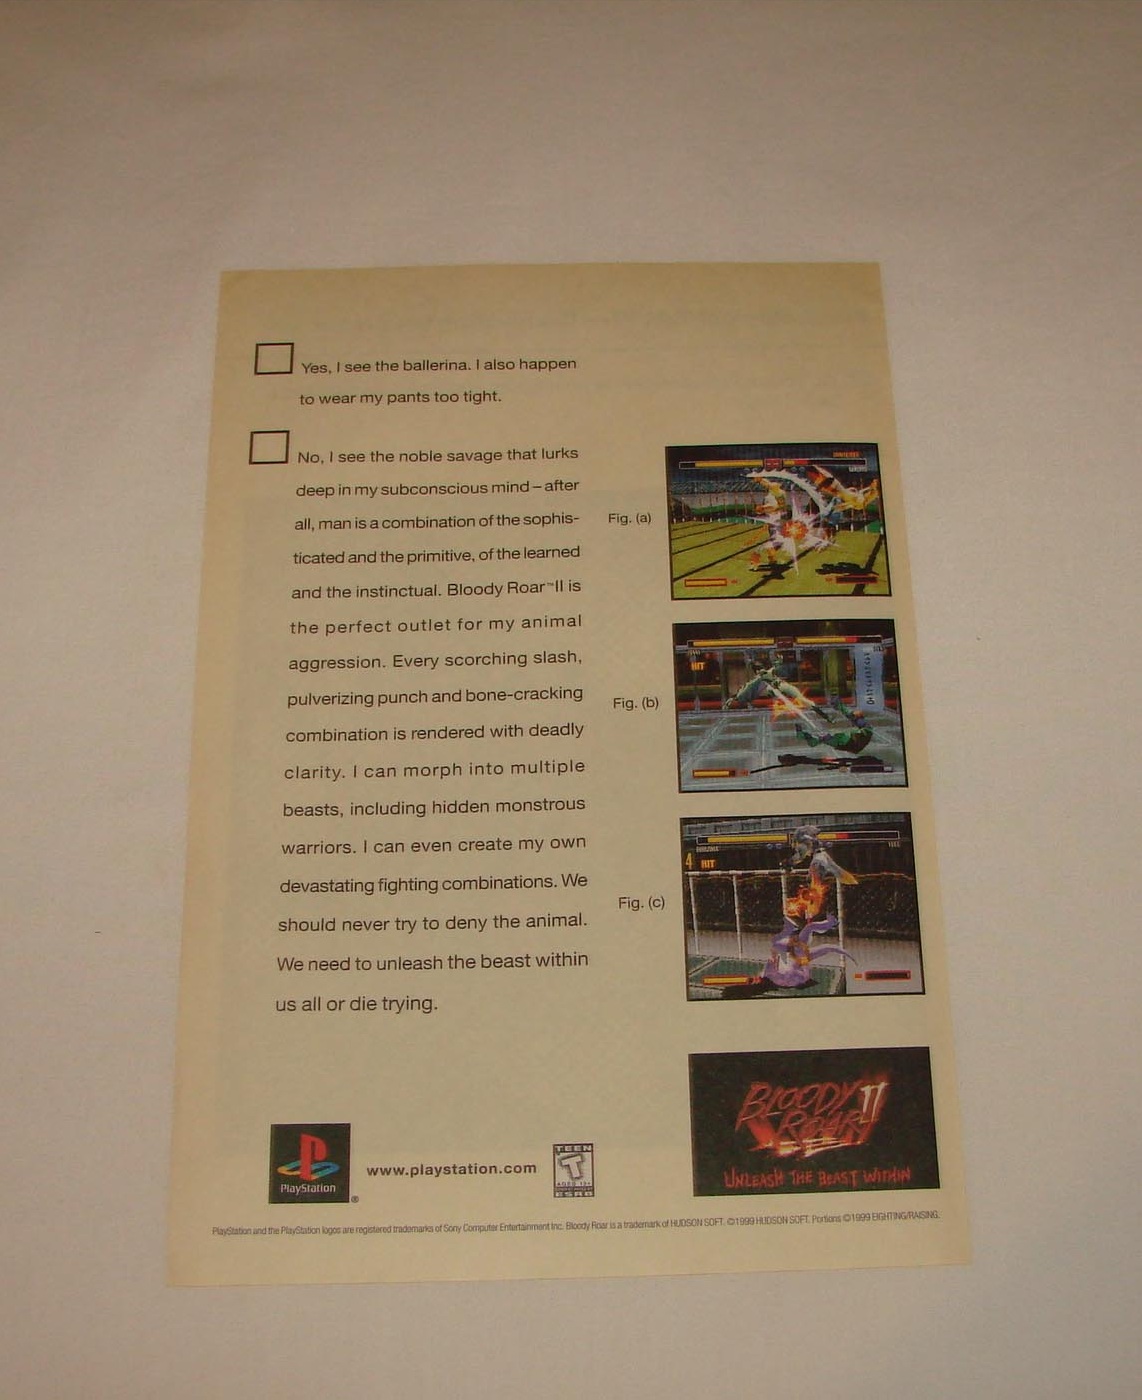 Yes, I see the ballerina. I also happen
to wear my pants too tight.
No, I see the noble savage that lurks
deep in my subconscious mind – after
all, man is a combination of the sophis-
ticated and the primitive, of the learned
and the instinctual. Bloody Roar™II is
the perfect outlet for my animal
aggression. Every scorching slash,
pulverizing punch and bone-cracking
combination is rendered with deadly
clarity. I can morph into multiple
beasts, including hidden monstrous
warriors. I can even create my own
devastating fighting combinations. We
should never try to deny the animal.
We need to unleash the beast within
us all or die trying.
Fig. (a)
Fig. (b)
HIT
Fig. (c)
4 HIT
BLOODY
ROAR II
UNLEASH THE BEAST WITHIN
PlayStation
®
www.playstation.com
TEEN
T
AGES 13+
ESRB
PlayStation and the PlayStation logos are registered trademarks of Sony Computer Entertainment Inc. Bloody Roar is a trademark of HUDSON SOFT. ©1999 HUDSON SOFT. Portions ©1999 EIGHTING/RAISING.